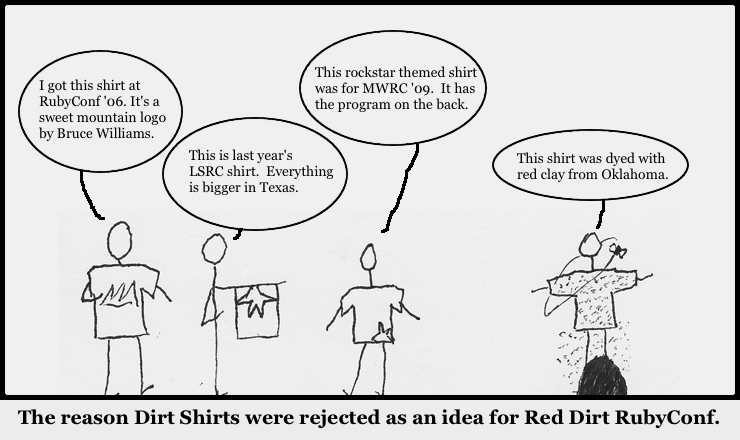 I got this shirt at
RubyConf '06. It's a
sweet mountain logo
by Bruce Williams.
This is last year's
LSRC shirt.  Everything
is bigger in Texas.
This rockstar themed shirt
was for MWRC '09.  It has
the program on the back.
This shirt was dyed with
red clay from Oklahoma.
The reason Dirt Shirts were rejected as an idea for Red Dirt RubyConf.